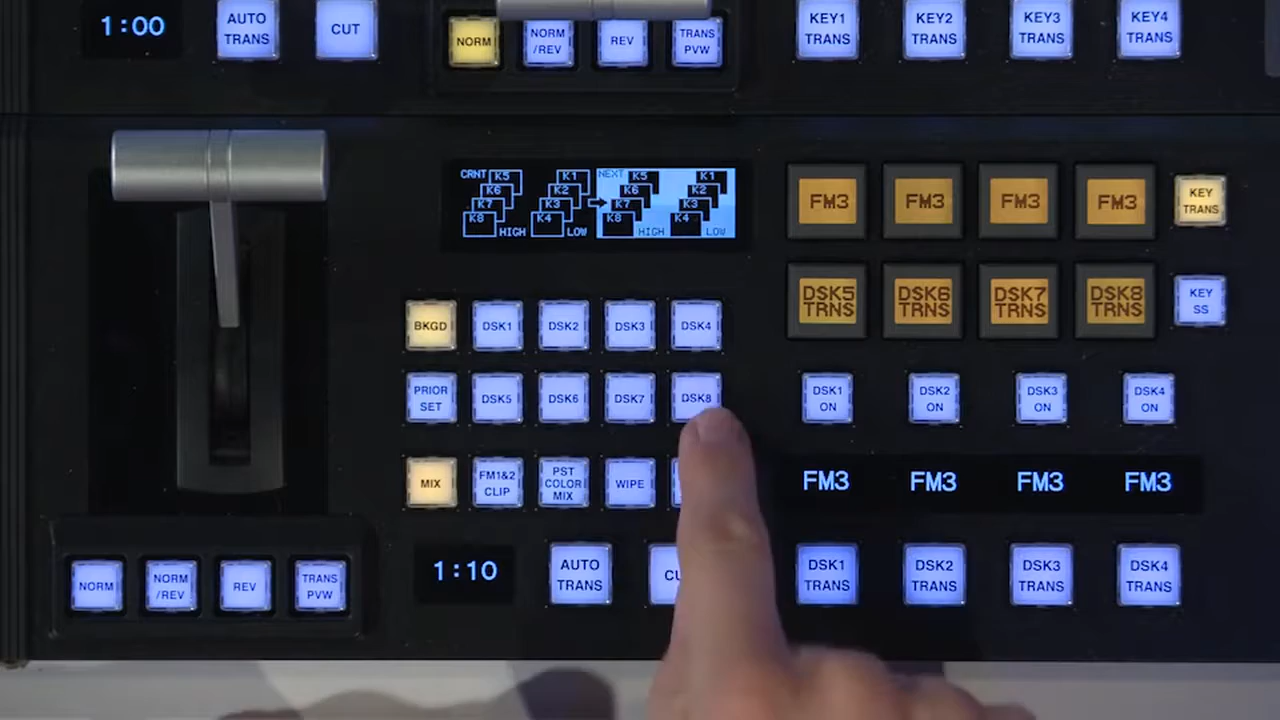 1:00
AUTO
TRANS
CUT
NORM
NORM
/REV
REV
TRANS
PVW
KEY1
TRANS
KEY2
TRANS
KEY3
TRANS
KEY4
TRANS
CRNT K5 K1 NEXT K5 K1
K6 K2 K6 K2
K7 K3 K7 K3
K8 K4 K8 K4
HIGH LOW HIGH LOW
FM3 FM3 FM3 FM3
KEY
TRANS
DSK5
TRNS
DSK6
TRNS
DSK7
TRNS
DSK8
TRNS
KEY
SS
BKGD DSK1 DSK2 DSK3 DSK4
PRIOR
SET
DSK5 DSK6 DSK7 DSK8
DSK1
ON
DSK2
ON
DSK3
ON
DSK4
ON
MIX
FM1&2
CLIP
PST
COLOR
MIX
WIPE
FM3 FM3 FM3 FM3
NORM
NORM
/REV
REV
TRANS
PVW
1:10
AUTO
TRANS
DSK1
TRANS
DSK2
TRANS
DSK3
TRANS
DSK4
TRANS